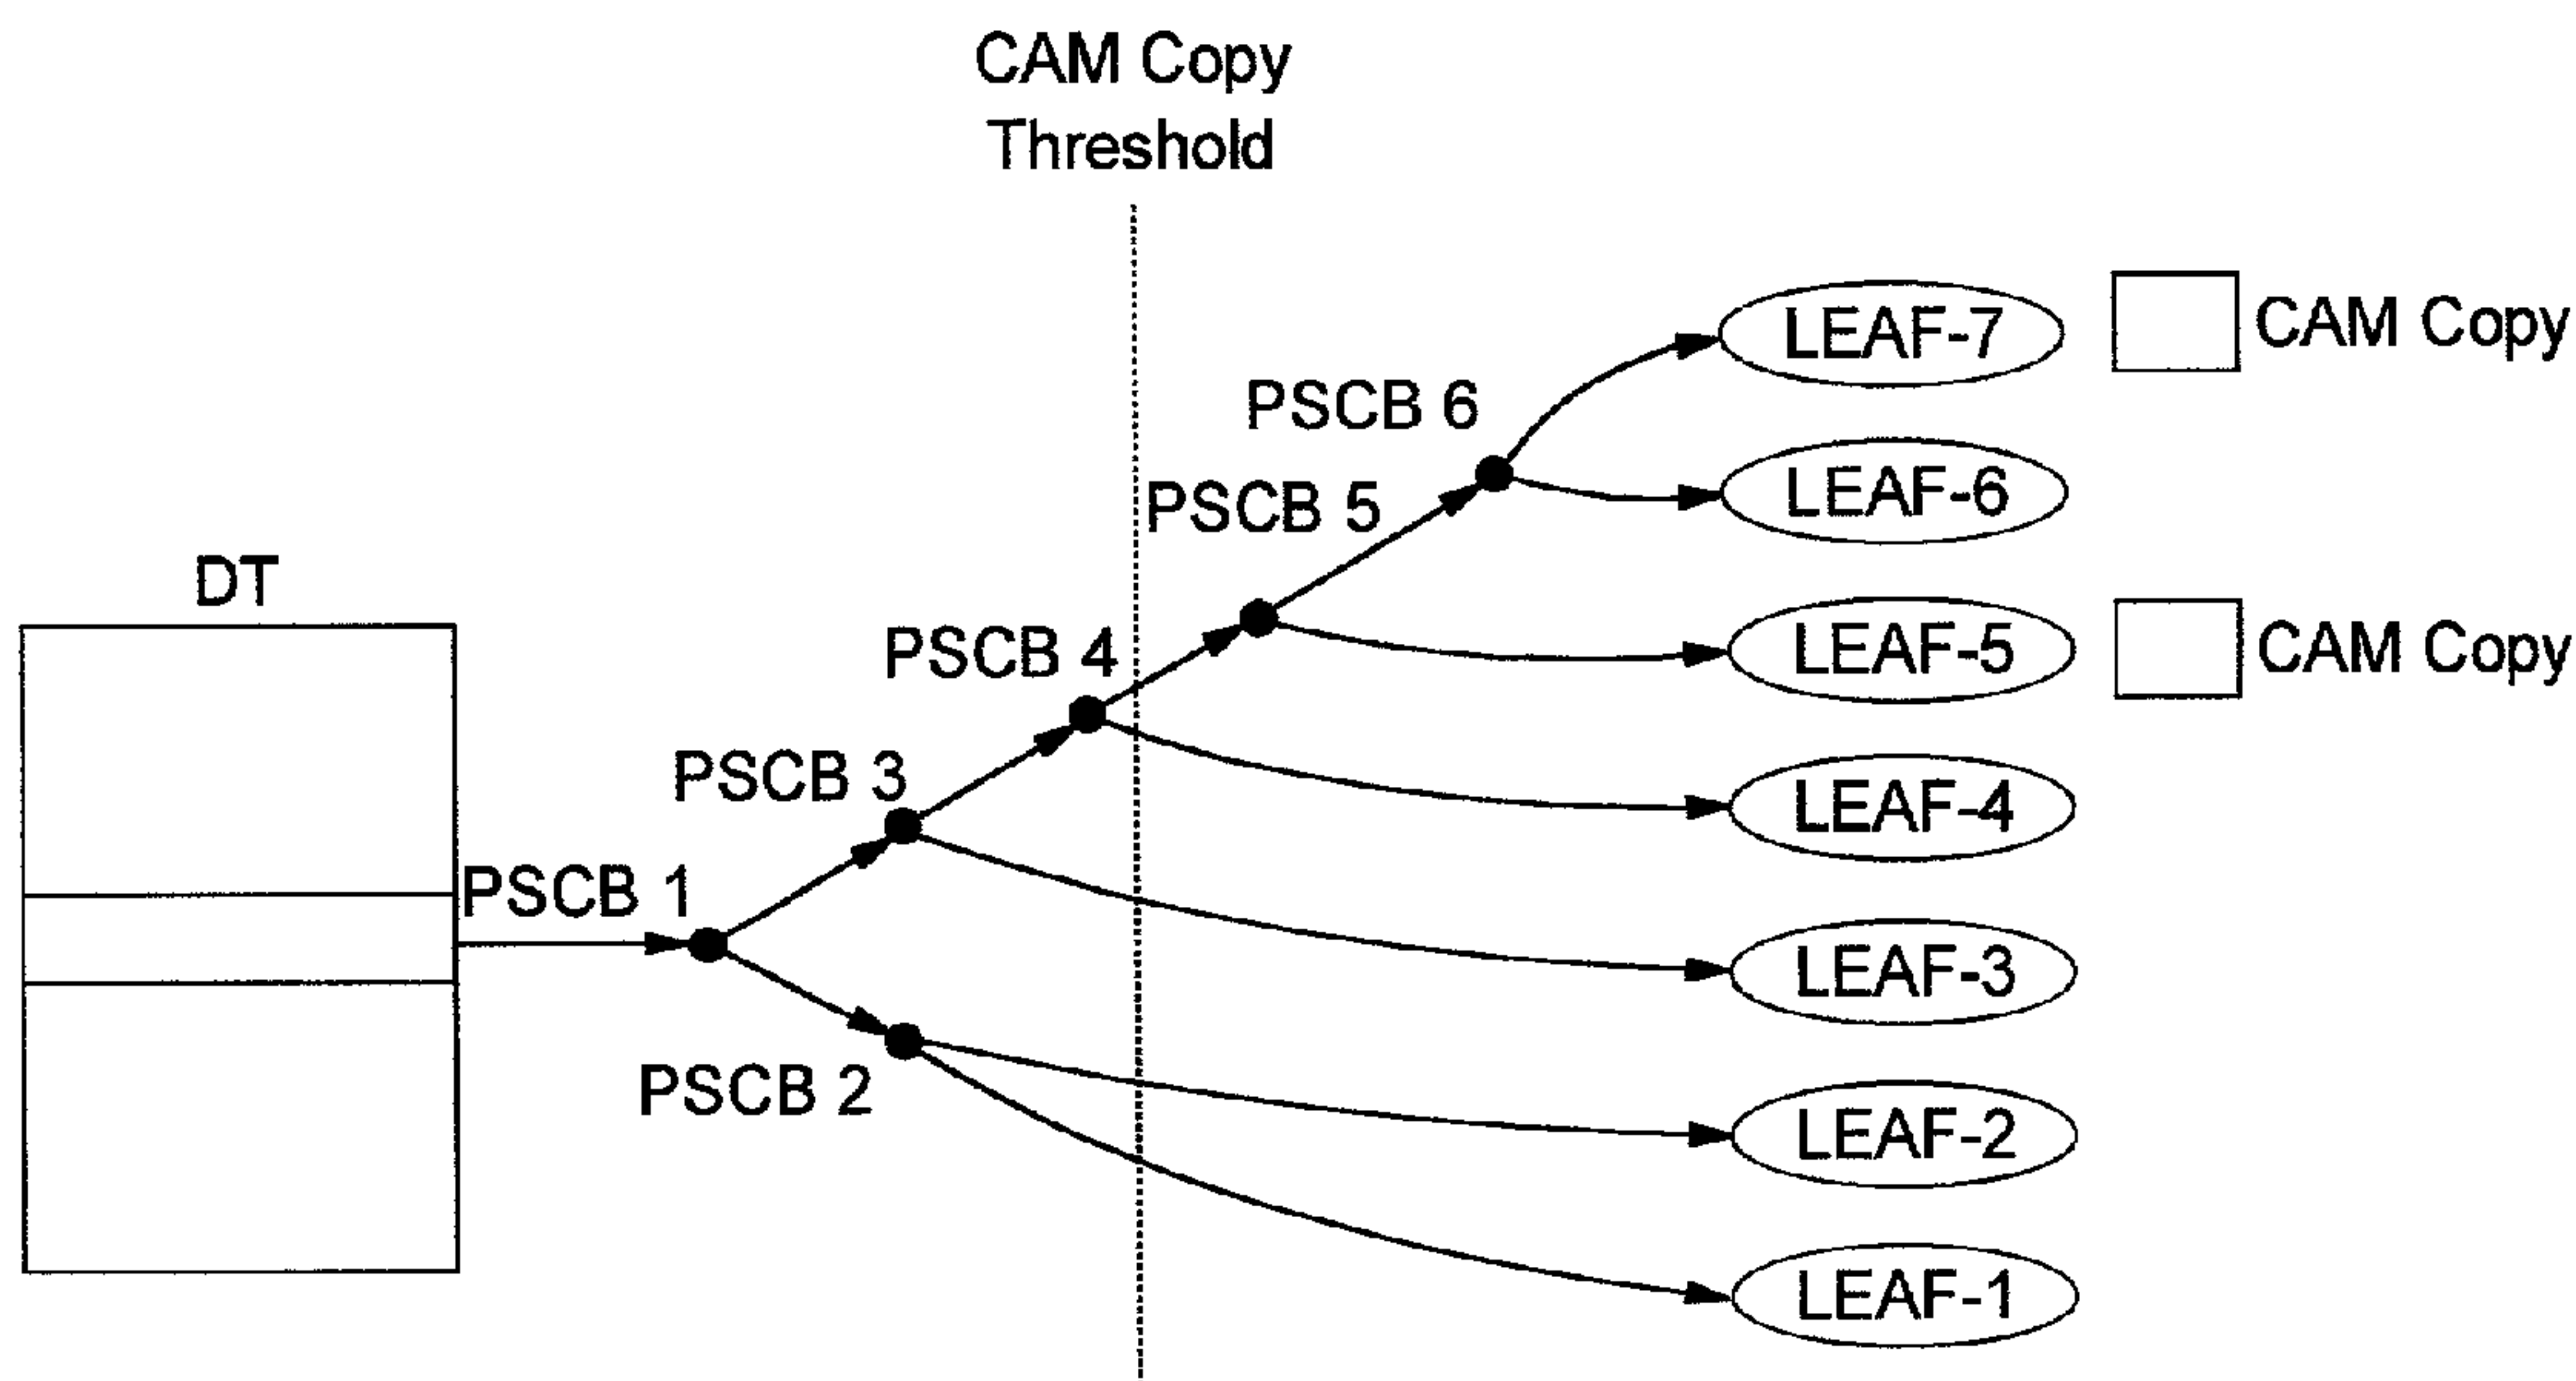 CAM Copy
Threshold
LEAF-7
CAM Copy
PSCB 6
LEAF-6
PSCB 5
DT
LEAF-5
CAM Copy
PSCB 4
PSCB 3
LEAF-4
PSCB 1
LEAF-3
PSCB 2
LEAF-2
LEAF-1